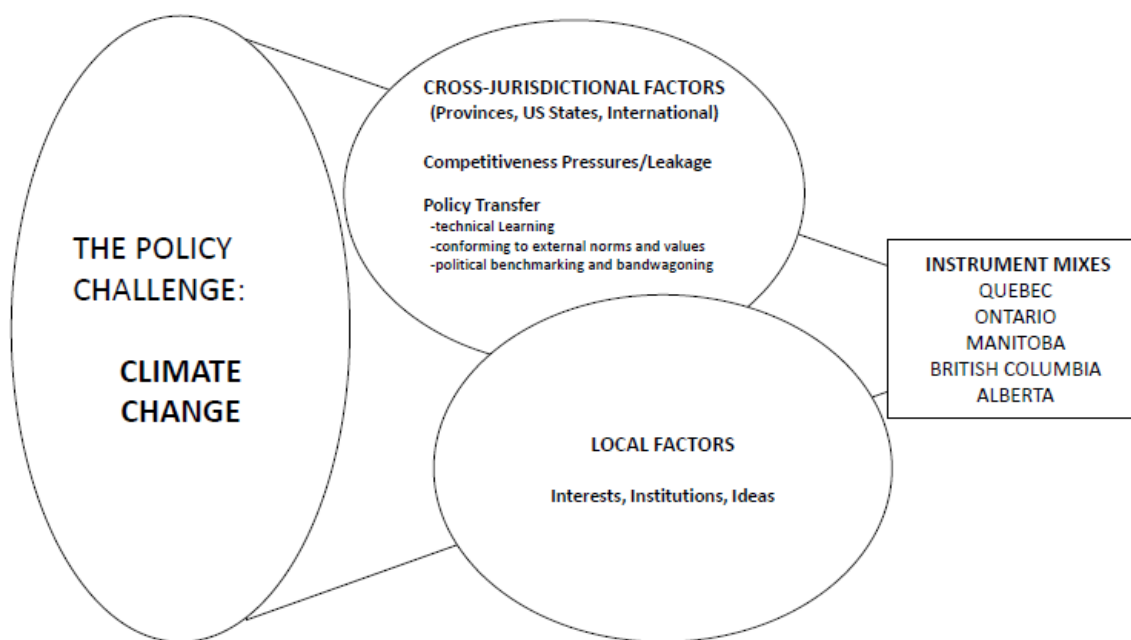 THE POLICY
CHALLENGE:
CLIMATE
CHANGE
CROSS-JURISDICTIONAL FACTORS
(Provinces, US States, International)
Competitiveness Pressures/Leakage
Policy Transfer
-technical Learning
-conforming to external norms and values
-political benchmarking and bandwagoning
LOCAL FACTORS
Interests, Institutions, Ideas
INSTRUMENT MIXES
QUEBEC
ONTARIO
MANITOBA
BRITISH COLUMBIA
ALBERTA